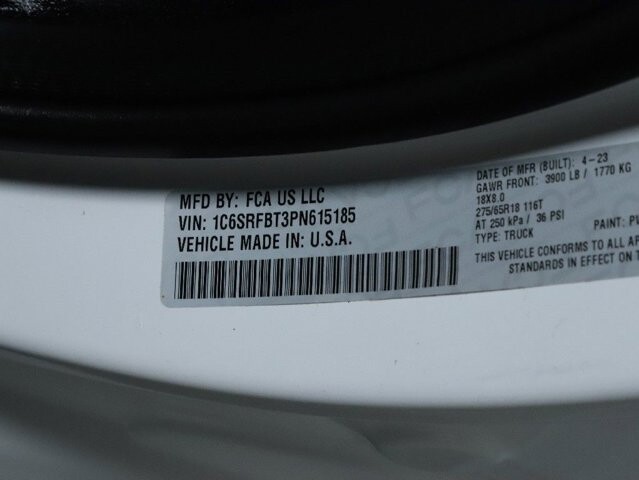 MFD BY: FCA US LLC
VIN: 1C6SRFBT3PN615185
VEHICLE MADE IN: U.S.A.
DATE OF MFR (BUILT): 4-23
GAWR FRONT: 3900 LB / 1770 KG
18X8.0
275/65R18 116T
AT 250 kPa / 36 PSI
TYPE: TRUCK PAINT:
THIS VEHICLE CONFORMS TO ALL
STANDARDS IN EFFECT ON